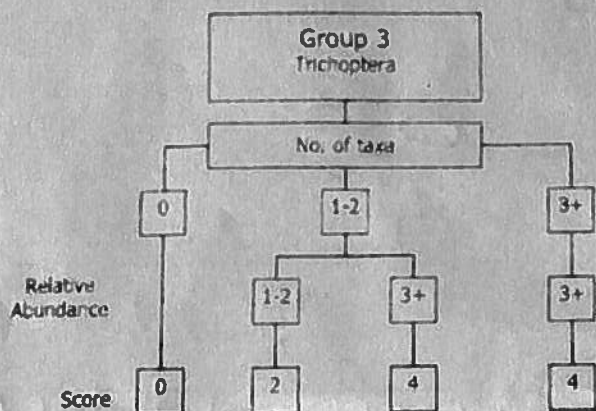 Group 3
Trichoptera
No. of taxa
0
1-2
3+
Relative
Abundance
1-2
3+
3+
Score
0
2
4
4